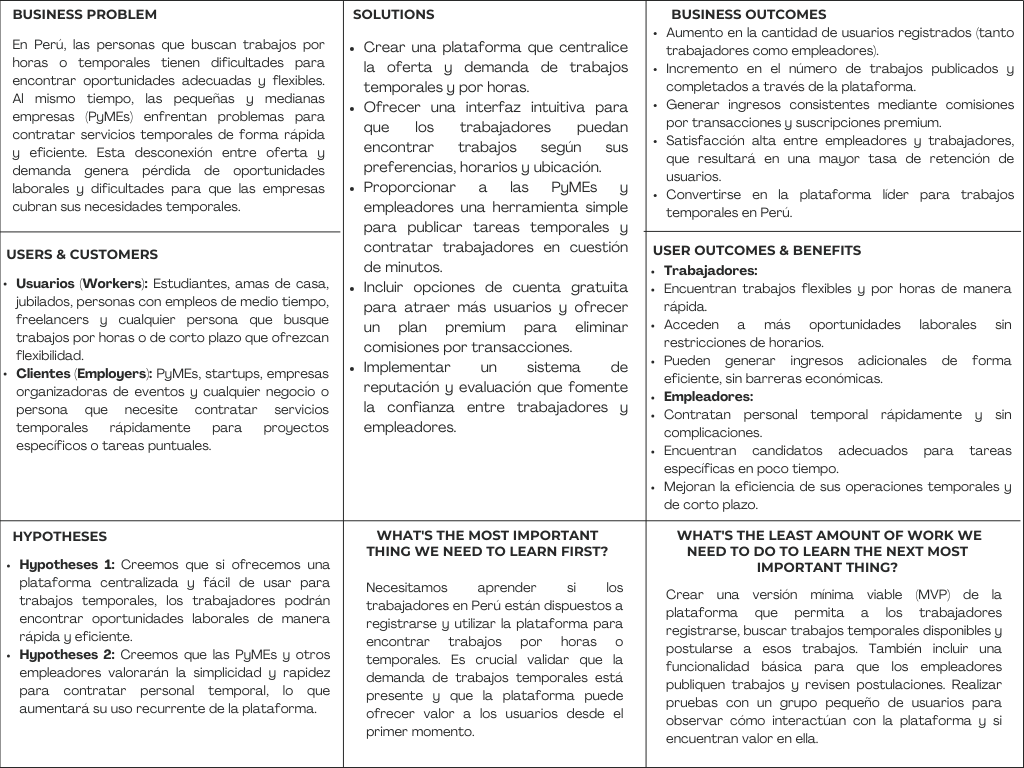 BUSINESS PROBLEM
En Perú, las personas que buscan trabajos por
horas o temporales tienen dificultades para
encontrar oportunidades adecuadas y flexibles.
Al mismo tiempo, las pequeñas y medianas
empresas (PyMEs) enfrentan problemas para
contratar servicios temporales de forma rápida
y eficiente. Esta desconexión entre oferta y
demanda genera pérdida de oportunidades
laborales y dificultades para que las empresas
cubran sus necesidades temporales.
USERS & CUSTOMERS
• Usuarios (Workers): Estudiantes, amas de casa,
jubilados, personas con empleos de medio tiempo,
freelancers y cualquier persona que busque
trabajos por horas o de corto plazo que ofrezcan
flexibilidad.
• Clientes (Employers): PyMEs, startups, empresas
organizadoras de eventos y cualquier negocio o
persona que necesite contratar servicios
temporales rápidamente para proyectos
específicos o tareas puntuales.
SOLUTIONS
• Crear una plataforma que centralice
la oferta y demanda de trabajos
temporales y por horas.
• Ofrecer una interfaz intuitiva para
que los trabajadores puedan
encontrar trabajos según sus
preferencias, horarios y ubicación.
• Proporcionar a las PyMEs y
empleadores una herramienta simple
para publicar tareas temporales y
contratar trabajadores en cuestión
de minutos.
• Incluir opciones de cuenta gratuita
para atraer más usuarios y ofrecer
un plan premium para eliminar
comisiones por transacciones.
• Implementar un sistema de
reputación y evaluación que fomente
la confianza entre trabajadores y
empleadores.
BUSINESS OUTCOMES
• Aumento en la cantidad de usuarios registrados (tanto
trabajadores como empleadores).
• Incremento en el número de trabajos publicados y
completados a través de la plataforma.
• Generar ingresos consistentes mediante comisiones
por transacciones y suscripciones premium.
• Satisfacción alta entre empleadores y trabajadores,
que resultará en una mayor tasa de retención de
usuarios.
• Convertirse en la plataforma líder para trabajos
temporales en Perú.
USER OUTCOMES & BENEFITS
• Trabajadores:
• Encuentran trabajos flexibles y por horas de manera
rápida.
• Acceden a más oportunidades laborales sin
restricciones de horarios.
• Pueden generar ingresos adicionales de forma
eficiente, sin barreras económicas.
• Empleadores:
• Contratan personal temporal rápidamente y sin
complicaciones.
• Encuentran candidatos adecuados para tareas
específicas en poco tiempo.
• Mejoran la eficiencia de sus operaciones temporales y
de corto plazo.
HYPOTHESES
• Hypotheses 1: Creemos que si ofrecemos una
plataforma centralizada y fácil de usar para
trabajos temporales, los trabajadores podrán
encontrar oportunidades laborales de manera
rápida y eficiente.
• Hypotheses 2: Creemos que las PyMEs y otros
empleadores valorarán la simplicidad y rapidez
para contratar personal temporal, lo que
aumentará su uso recurrente de la plataforma.
WHAT'S THE MOST IMPORTANT
THING WE NEED TO LEARN FIRST?
Necesitamos aprender si los
trabajadores en Perú están dispuestos a
registrarse y utilizar la plataforma para
encontrar trabajos por horas o
temporales. Es crucial validar que la
demanda de trabajos temporales está
presente y que la plataforma puede
ofrecer valor a los usuarios desde el
primer momento.
WHAT'S THE LEAST AMOUNT OF WORK WE
NEED TO DO TO LEARN THE NEXT MOST
IMPORTANT THING?
Crear una versión mínima viable (MVP) de la
plataforma que permita a los trabajadores
registrarse, buscar trabajos temporales disponibles y
postularse a esos trabajos. También incluir una
funcionalidad básica para que los empleadores
publiquen trabajos y revisen postulaciones. Realizar
pruebas con un grupo pequeño de usuarios para
observar cómo interactúan con la plataforma y si
encuentran valor en ella.